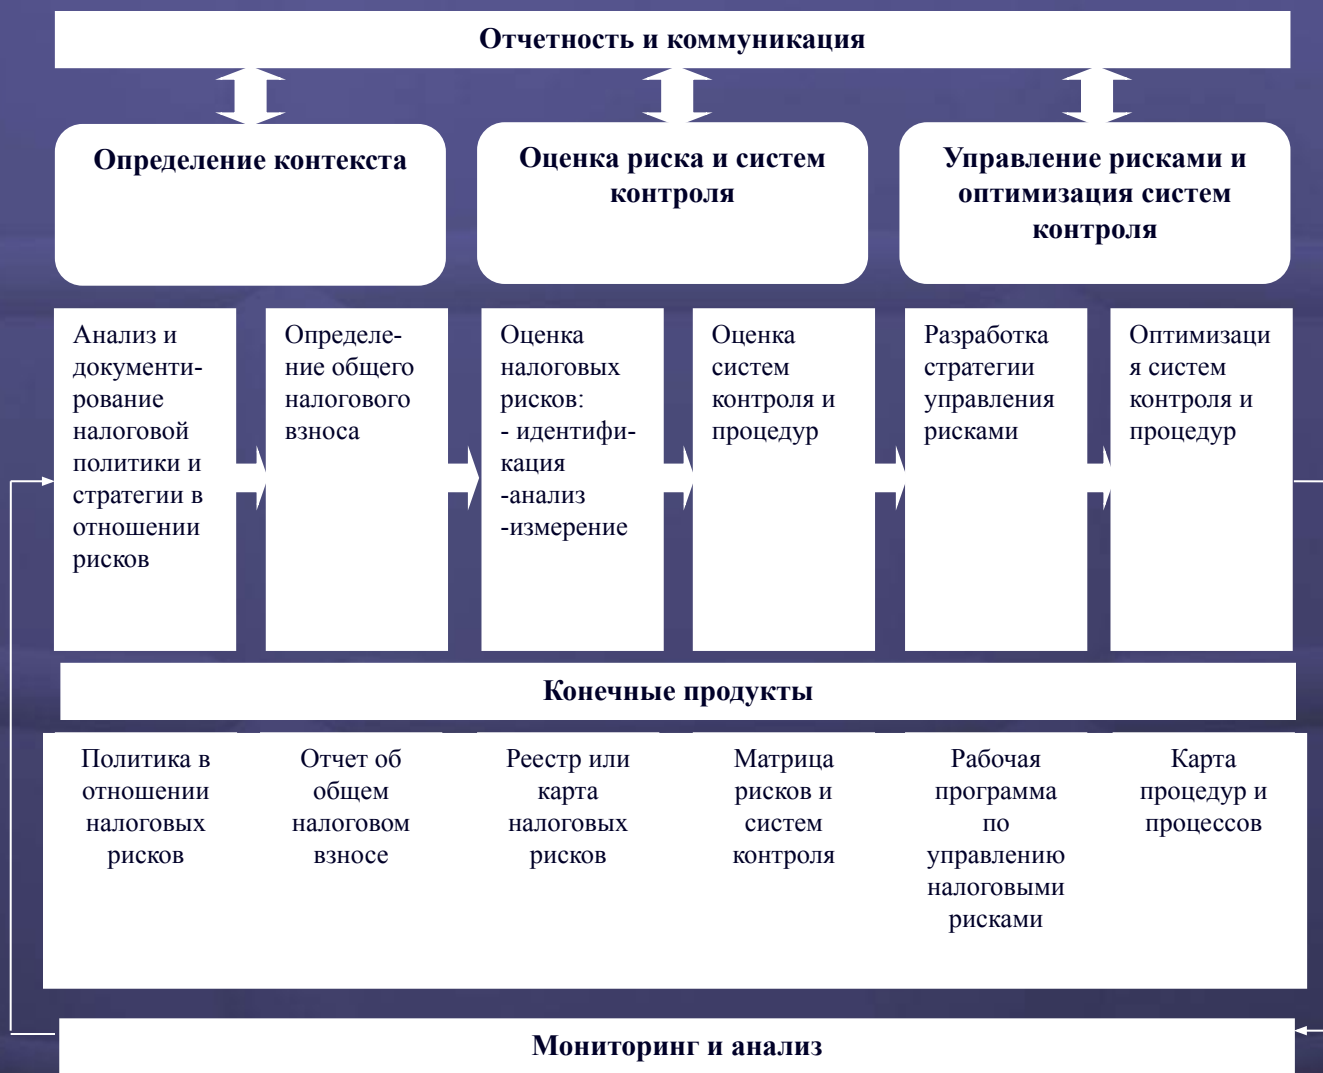 Отчетность и коммуникация
Определение контекста
Оценка риска и систем
контроля
Управление рисками и
оптимизация систем
контроля
Анализ и
документи-
рование
налоговой
политики и
стратегии в
отношении
рисков
Определе-
ние общего
налогового
взноса
Оценка
налоговых
рисков:
- идентифи-
кация
-анализ
-измерение
Оценка
систем
контроля и
процедур
Разработка
стратегии
управления
рисками
Оптимизаци
я систем
контроля и
процедур
Конечные продукты
Политика в
отношении
налоговых
рисков
Отчет об
общем
налоговом
взносе
Реестр или
карта
налоговых
рисков
Матрица
рисков и
систем
контроля
Рабочая
программа
по
управлению
налоговыми
рисками
Карта
процедур и
процессов
Мониторинг и анализ